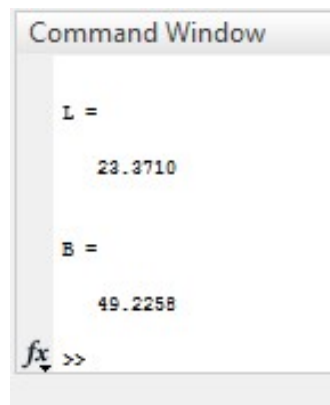 Command Window
L =
23.3710
B =
49.2258
fx >>